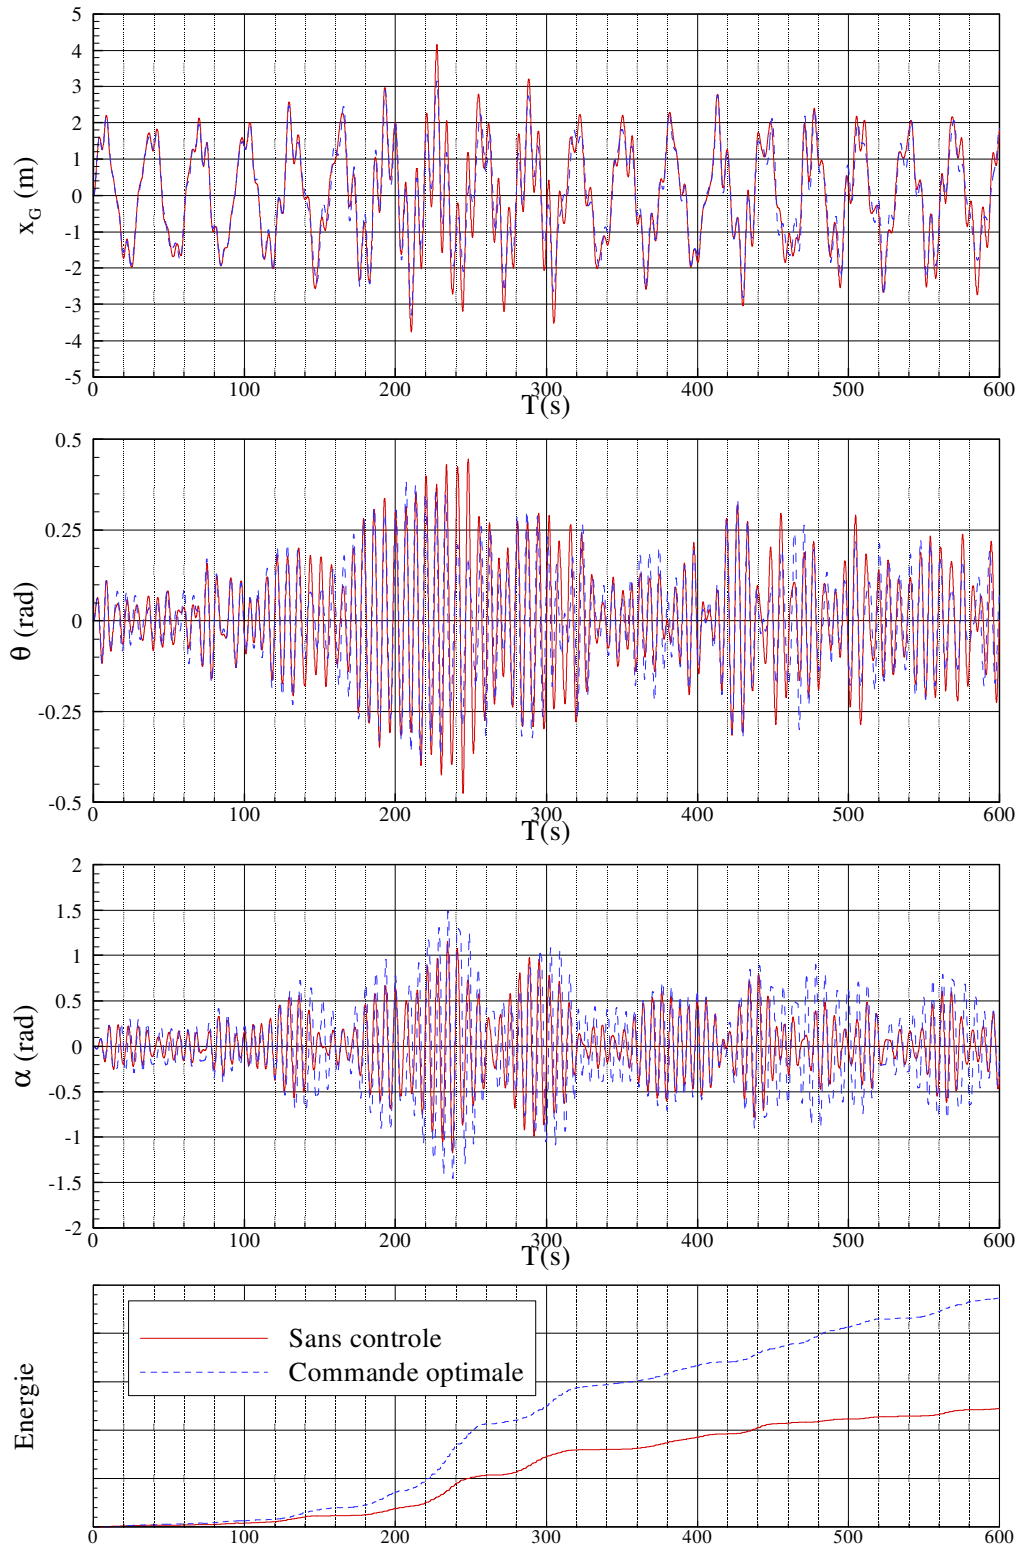 5
4
3
2
1
0
-1
-2
-3
-4
-5
x_G (m)
0 100 200 300 400 500 600
T(s)
0.5
0.25
0
-0.25
-0.5
θ (rad)
0 100 200 300 400 500 600
T(s)
2
1.5
1
0.5
0
-0.5
-1
-1.5
-2
α (rad)
0 100 200 300 400 500 600
T(s)
Sans controle
Commande optimale
Energie
0 100 200 300 400 500 600